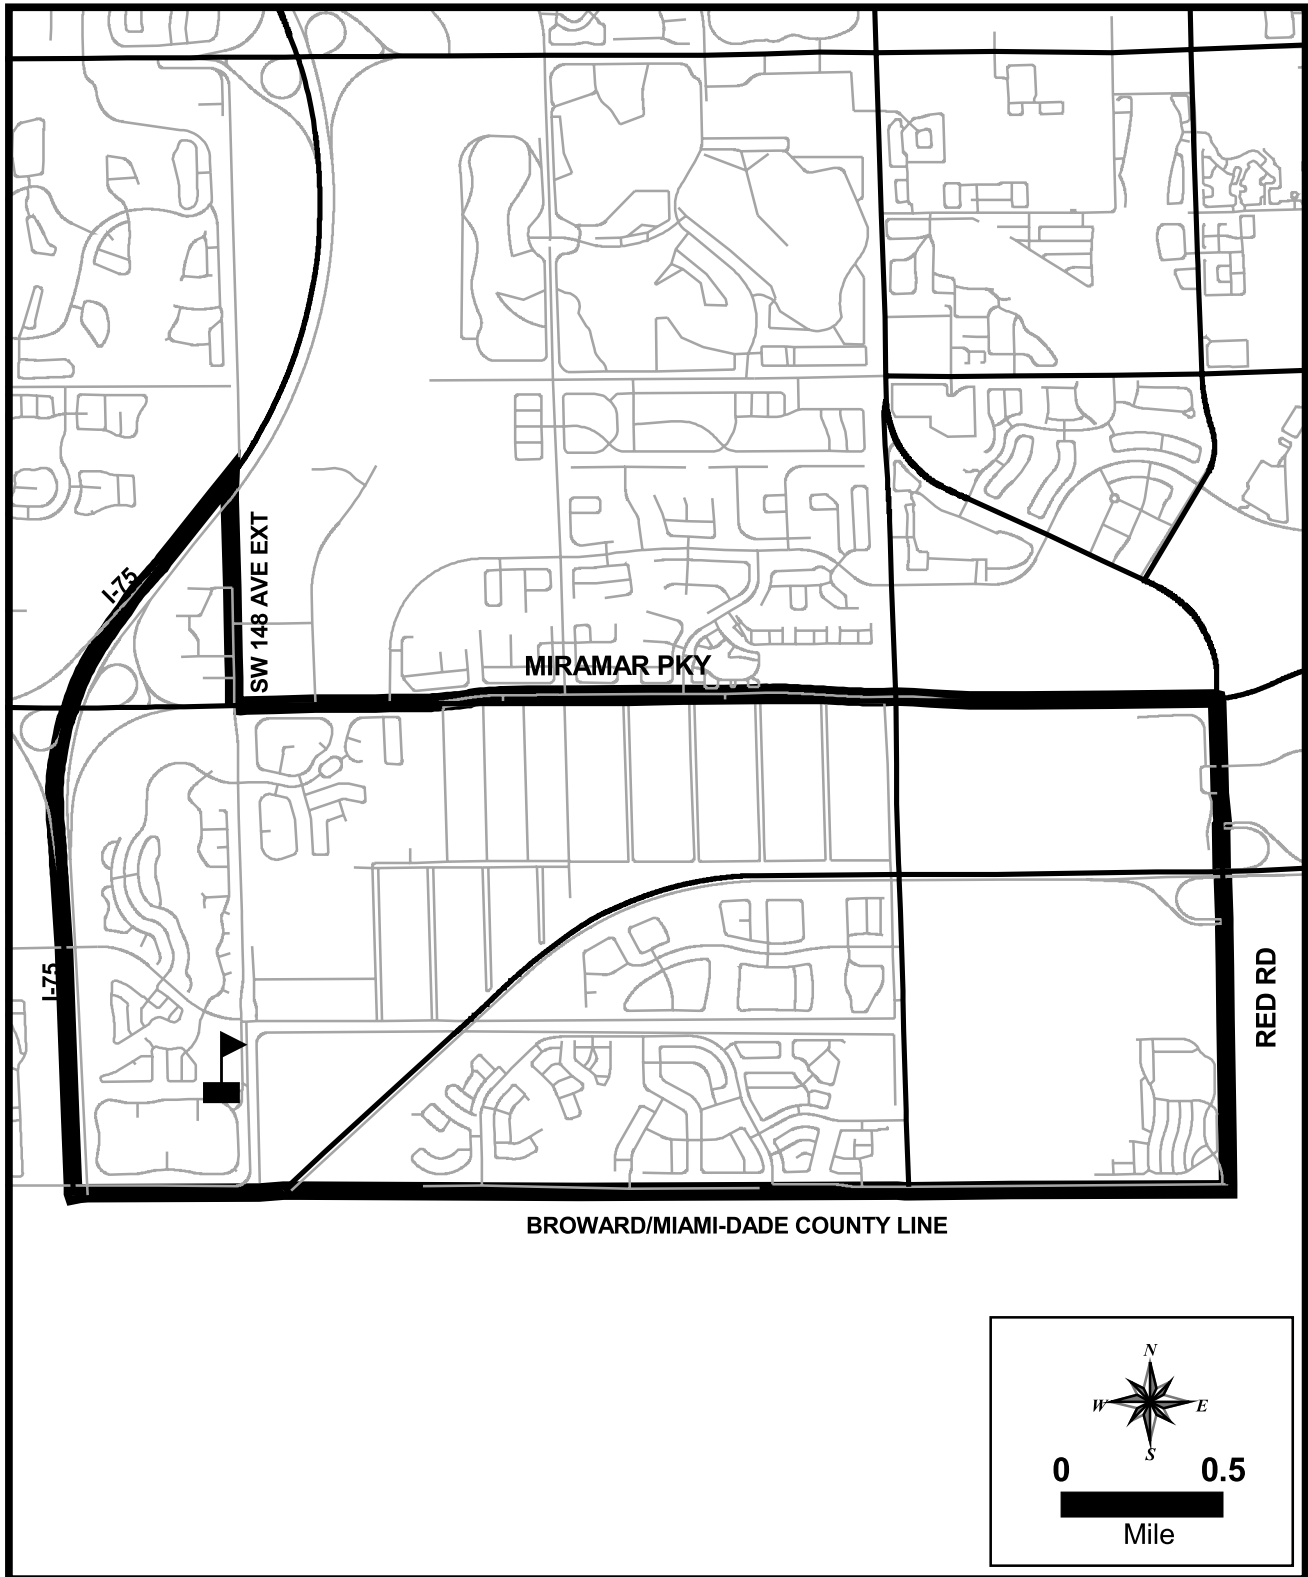 I-75
SW 148 AVE EXT
MIRAMAR PKY
I-75
RED RD
BROWARD/MIAMI-DADE COUNTY LINE
N
W E
S
0 0.5
Mile